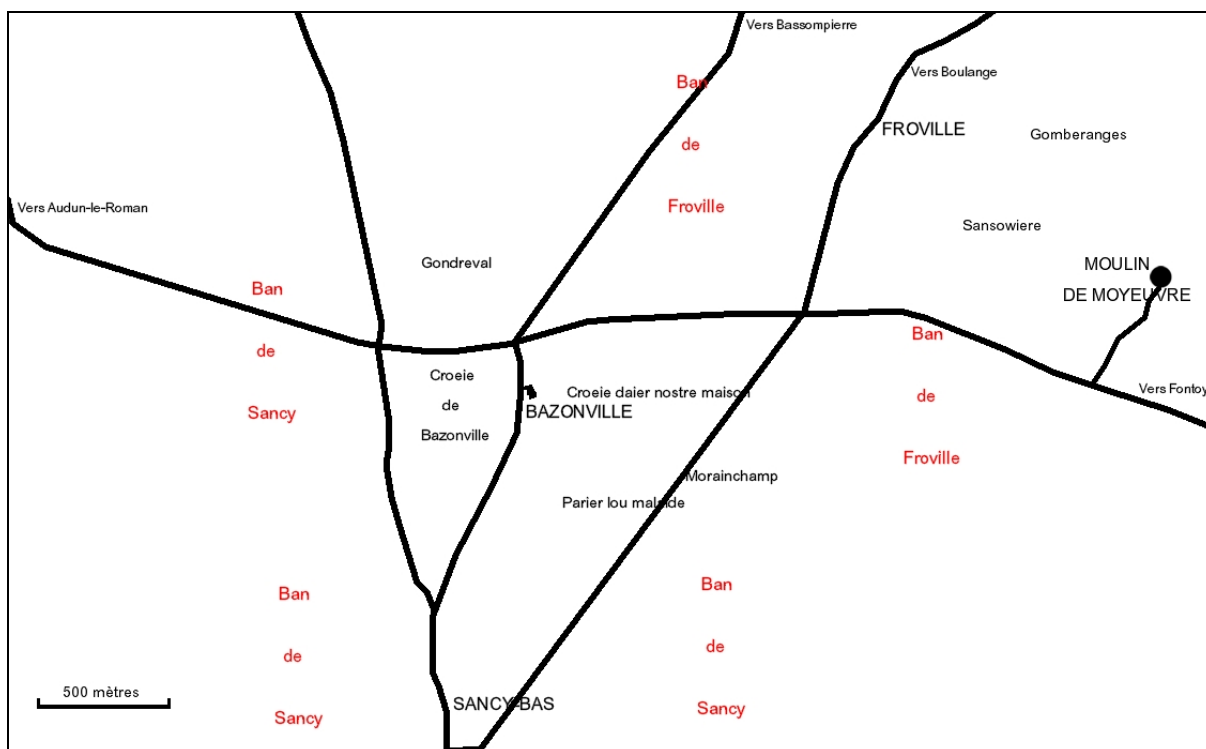 Vers Bassompierre
Vers Boulange
Ban
de
Froville
FROVILLE
Gomberanges
Vers Audun-le-Roman
Sansowiere
Gondreval
MOULIN
DE MOYEUVRE
Ban
de
Sancy
Ban
de
Froville
Croeie
de
Bazonville
Croeie daier nostre maison
BAZONVILLE
Vers Fontoy
Morainchamp
Parier lou malaide
Ban
de
Sancy
Ban
de
Sancy
500 mètres
SANCY-BAS